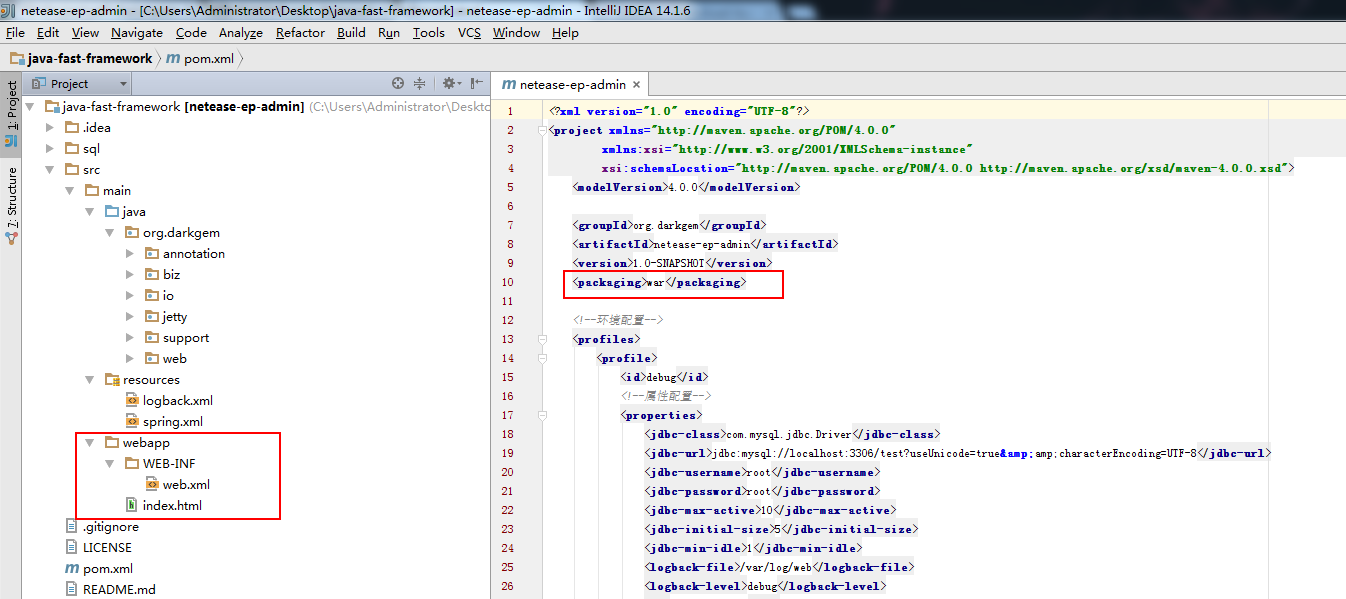 netease-ep-admin - [C:\Users\Administrator\Desktop\java-fast-framework] - netease-ep-admin - IntelliJ IDEA 14.1.6
File Edit View Navigate Code Analyze Refactor Build Run Tools VCS Window Help
java-fast-framework m pom.xml
1: Project
7: Structure
Project
java-fast-framework [netease-ep-admin] (C:\Users\Administrator\Deskto
.idea
sql
src
main
java
org.darkgem
annotation
biz
io
jetty
support
web
resources
logback.xml
spring.xml
webapp
WEB-INF
web.xml
index.html
.gitignore
LICENSE
m pom.xml
README.md
m netease-ep-admin ×
1 <?xml version="1.0" encoding="UTF-8"?>
2 <project xmlns="http://maven.apache.org/POM/4.0.0"
3 xmlns:xsi="http://www.w3.org/2001/XMLSchema-instance"
4 xsi:schemaLocation="http://maven.apache.org/POM/4.0.0 http://maven.apache.org/xsd/maven-4.0.0.xsd">
5 <modelVersion>4.0.0</modelVersion>
6
7 <groupId>org.darkgem</groupId>
8 <artifactId>netease-ep-admin</artifactId>
9 <version>1.0-SNAPSHOT</version>
10 <packaging>war</packaging>
11
12 <!--环境配置-->
13 <profiles>
14 <profile>
15 <id>debug</id>
16 <!--属性配置-->
17 <properties>
18 <jdbc-class>com.mysql.jdbc.Driver</jdbc-class>
19 <jdbc-url>jdbc:mysql://localhost:3306/test?useUnicode=true&amp;amp;characterEncoding=UTF-8</jdbc-url>
20 <jdbc-username>root</jdbc-username>
21 <jdbc-password>root</jdbc-password>
22 <jdbc-max-active>10</jdbc-max-active>
23 <jdbc-initial-size>5</jdbc-initial-size>
24 <jdbc-min-idle>1</jdbc-min-idle>
25 <logback-file>/var/log/web</logback-file>
26 <logback-level>debug</logback-level>